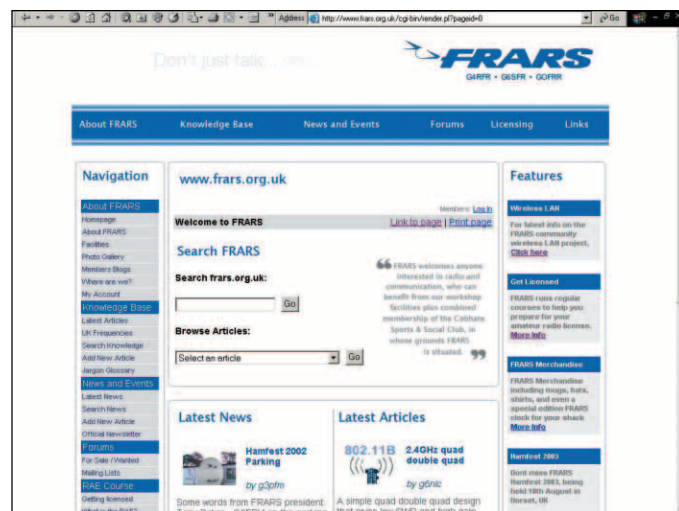 Address http://www.frars.org.uk/cgi-bin/render.pl?pageid=0
Go
Don't just talk...
FRARS
G4RFR • G6SFR • G0FRR
About FRARS
Knowledge Base
News and Events
Forums
Licensing
Links
Navigation
About FRARS
Homepage
About FRARS
Facilities
Photo Gallery
Members Blogs
Where are we?
My Account
Knowledge Base
Latest Articles
UK Frequencies
Search Knowledge
Add New Article
Jargon Glossary
News and Events
Latest News
Search News
Add New Article
Official Newsletter
Forums
For Sale / Wanted
Mailing Lists
RAE Course
Getting licensed
What is the RAE?
www.frars.org.uk
Members: Log In
Welcome to FRARS
Link to page | Print page
Search FRARS
Search frars.org.uk:
Go
Browse Articles:
Select an article
Go
“ FRARS welcomes anyone
interested in radio and
communication, who can
benefit from our workshop
facilities plus combined
membership of the Cobham
Sports & Social Club, in
whose grounds FRARS
is situated. ”
Latest News
Hamfest 2002
Parking
by g3pfm
Some words from FRARS president
Latest Articles
802.11B
2.4GHz quad
double quad
by g6nic
A simple quad double quad design
Features
Wireless LAN
For latest info on the
FRARS community
wireless LAN project,
Click here
Get Licensed
FRARS runs regular
courses to help you
prepare for your
amateur radio license.
More Info
FRARS Merchandise
FRARS Merchandise
including mugs, hats,
shirts, and even a
special edition FRARS
clock for your shack
More Info
Hamfest 2003
Dont miss FRARS
Hamfest 2003, being
held 10th August in
Dorset, UK